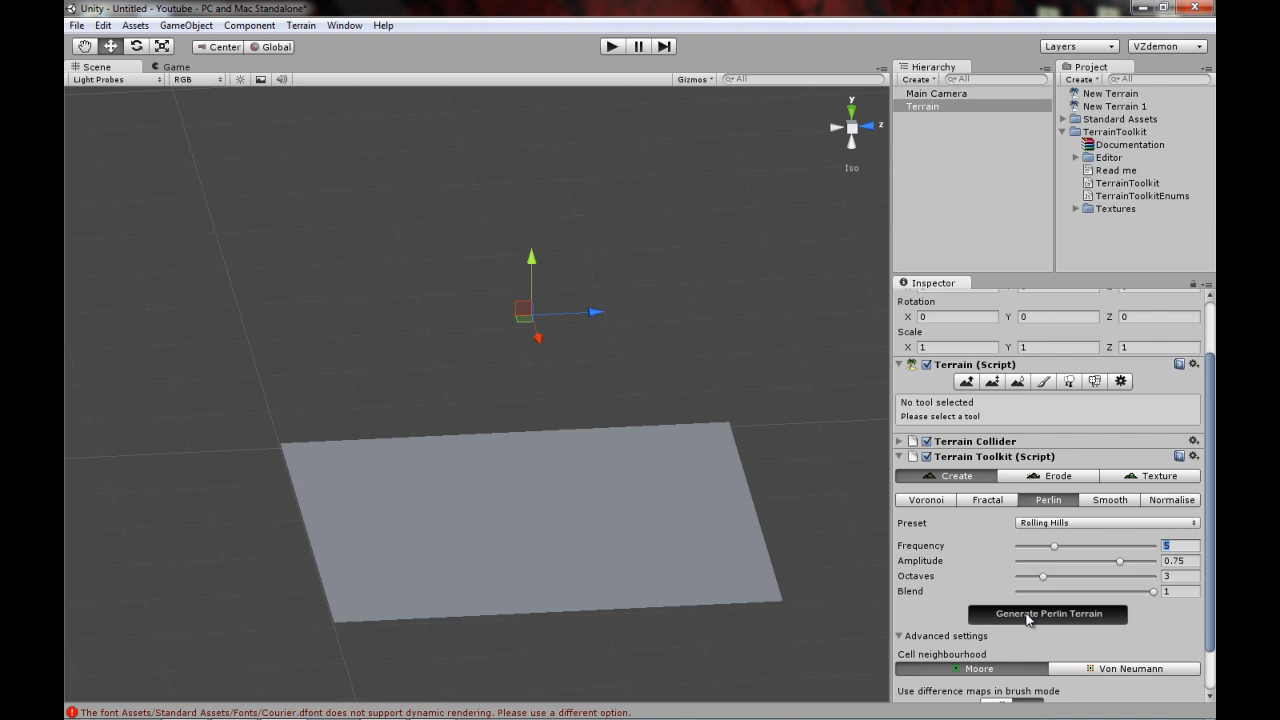 Unity - Untitled - Youtube - PC and Mac Standalone*
File Edit Assets GameObject Component Terrain Window Help
Center Global Layers VZdemon
Scene Game
Light Probes RGB Gizmos All
Iso
y
z
Hierarchy
Create All
Main Camera
Terrain
Project
Create All
New Terrain
New Terrain 1
Standard Assets
TerrainToolkit
Documentation
Editor
Read me
TerrainToolkit
TerrainToolkitEnums
Textures
Inspector
Rotation
X 0 Y 0 Z 0
Scale
X 1 Y 1 Z 1
Terrain (Script)
No tool selected
Please select a tool
Terrain Collider
Terrain Toolkit (Script)
Create Erode Texture
Voronoi Fractal Perlin Smooth Normalise
Preset Rolling Hills
Frequency 5
Amplitude 0.75
Octaves 3
Blend 1
Generate Perlin Terrain
Advanced settings
Cell neighbourhood
Moore Von Neumann
Use difference maps in brush mode
The font Assets/Standard Assets/Fonts/Courier.dfont does not support dynamic rendering. Please use a different option.